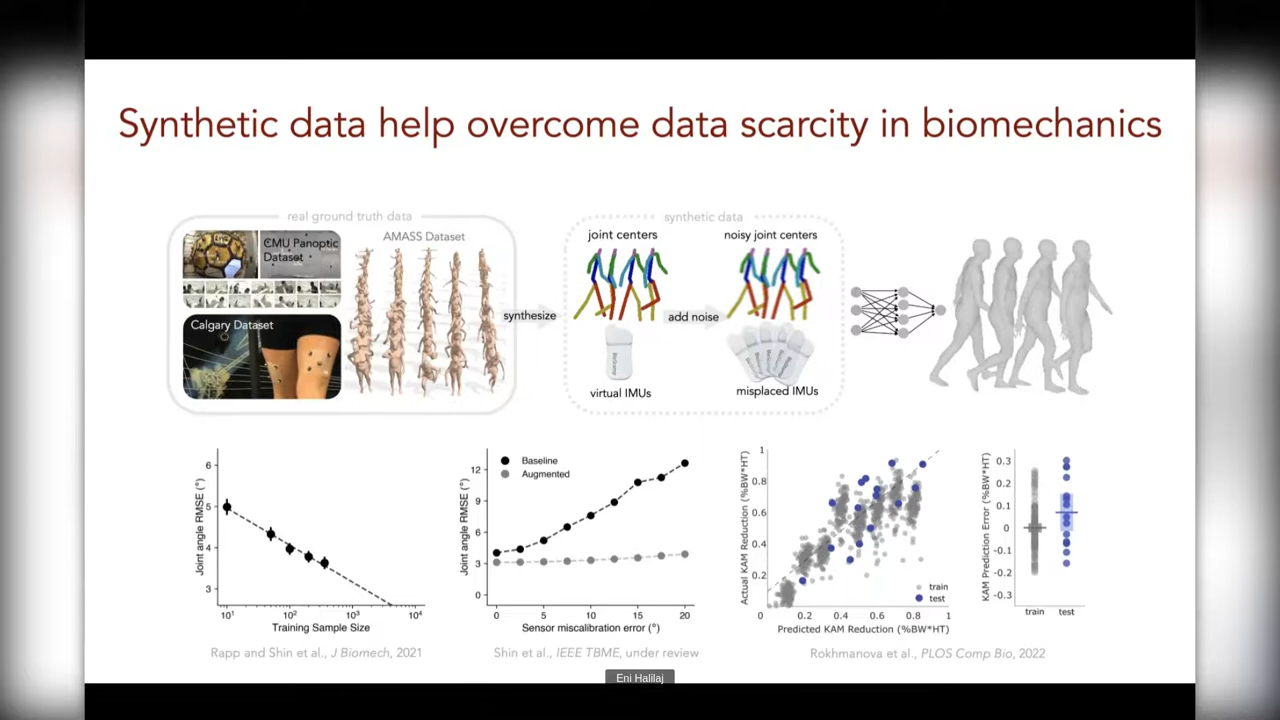 Synthetic data help overcome data scarcity in biomechanics
real ground truth data
CMU Panoptic
Dataset
AMASS Dataset
Calgary Dataset
synthesize
synthetic data
joint centers
noisy joint centers
add noise
virtual IMUs
misplaced IMUs
Joint angle RMSE (°)
6
5
4
3
10¹ 10² 10³ 10⁴
Training Sample Size
Rapp and Shin et al., J Biomech, 2021
Baseline
Augmented
Joint angle RMSE (°)
12
9
6
3
0
0 5 10 15 20
Sensor miscalibration error (°)
Shin et al., IEEE TBME, under review
Actual KAM Reduction (%BW*HT)
1
0.8
0.6
0.4
0.2
0 0.2 0.4 0.6 0.8 1
train
test
Predicted KAM Reduction (%BW*HT)
KAM Prediction Error (%BW*HT)
0.3
0.2
0.1
0
-0.1
-0.2
-0.3
train test
Rokhmanova et al., PLOS Comp Bio, 2022
Eni Halilaj